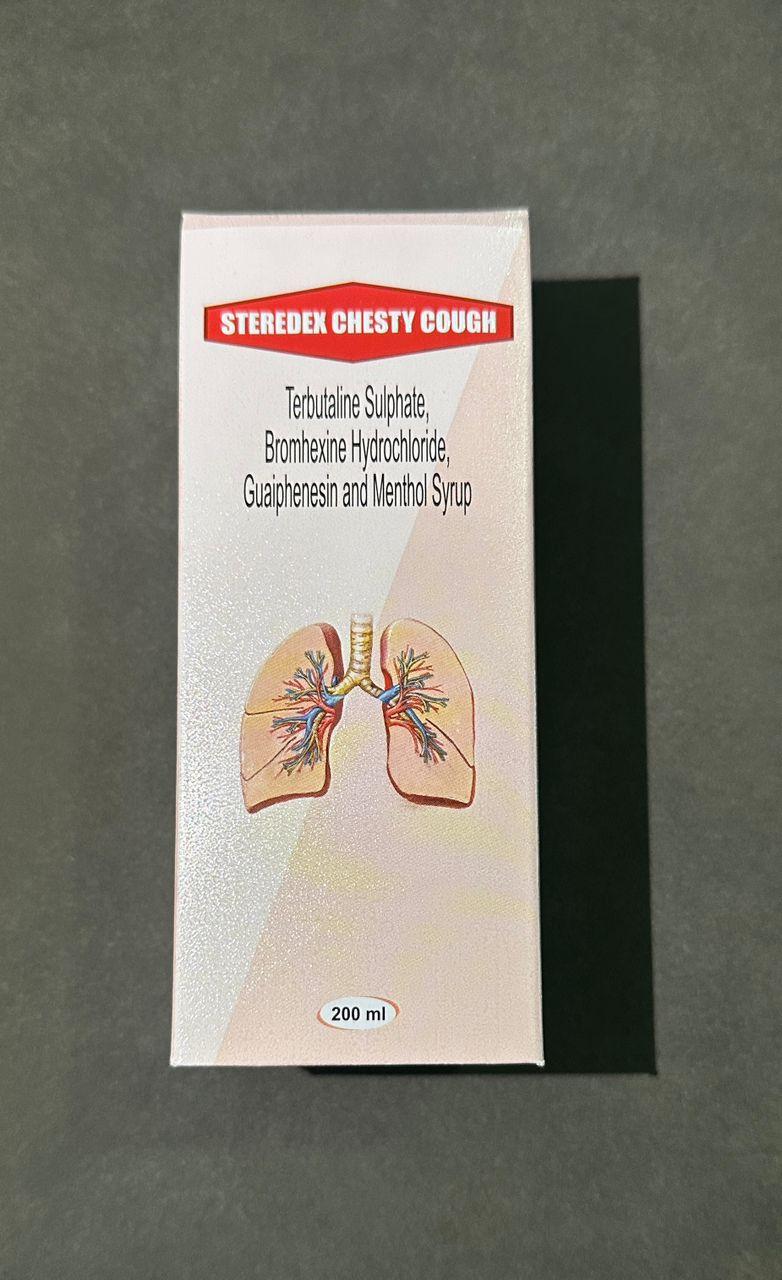 STEREDEX CHESTY COUGH
Terbutaline Sulphate,
Bromhexine Hydrochloride,
Guaiphenesin and Menthol Syrup
200 ml